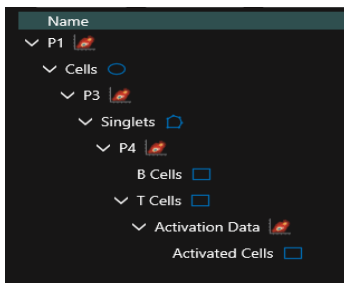 Name
P1
Cells
P3
Singlets
P4
B Cells
T Cells
Activation Data
Activated Cells